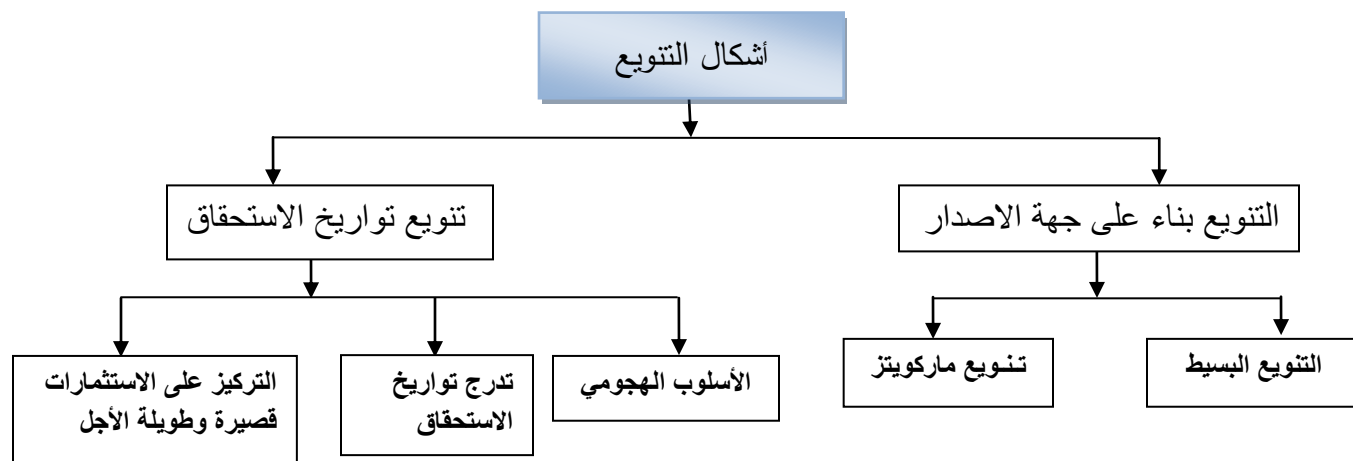 أشكال التنويع
التنويع بناء على جهة الاصدار
تنويع تواريخ الاستحقاق
التنويع البسيط
تنويع ماركويتز
الأسلوب الهجومي
تدرج تواريخ
الاستحقاق
التركيز على الاستثمارات
قصيرة وطويلة الأجل